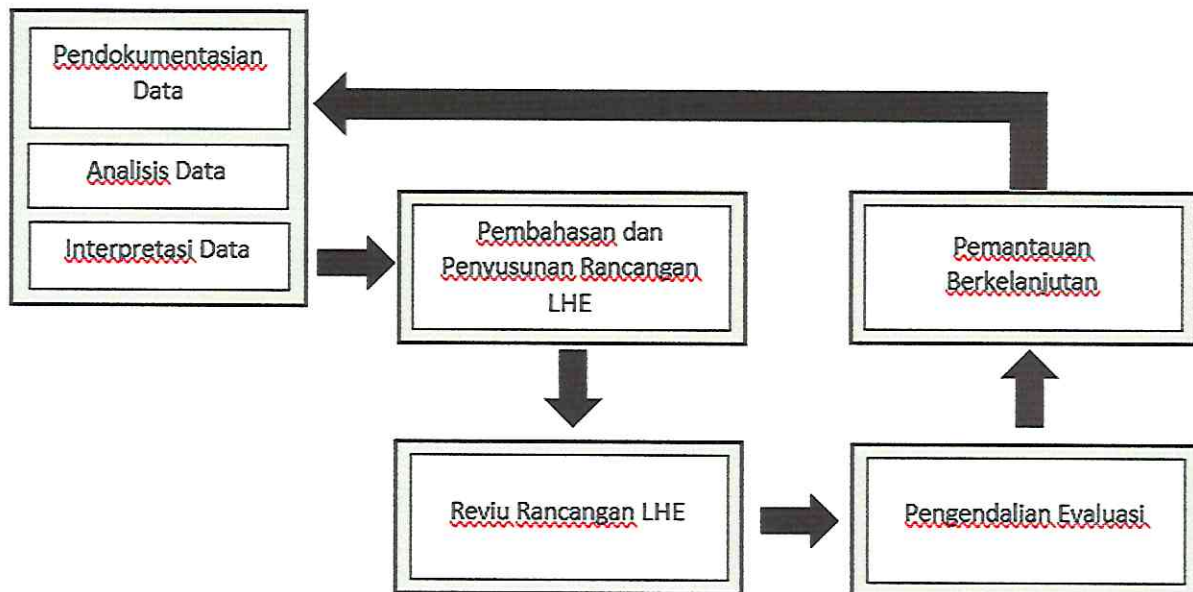 Pendokumentasian
Data
Analisis Data
Interpretasi Data
Pembahasan dan
Penyusunan Rancangan
LHE
Reviu Rancangan LHE
Pengendalian Evaluasi
Pemantauan
Berkelanjutan